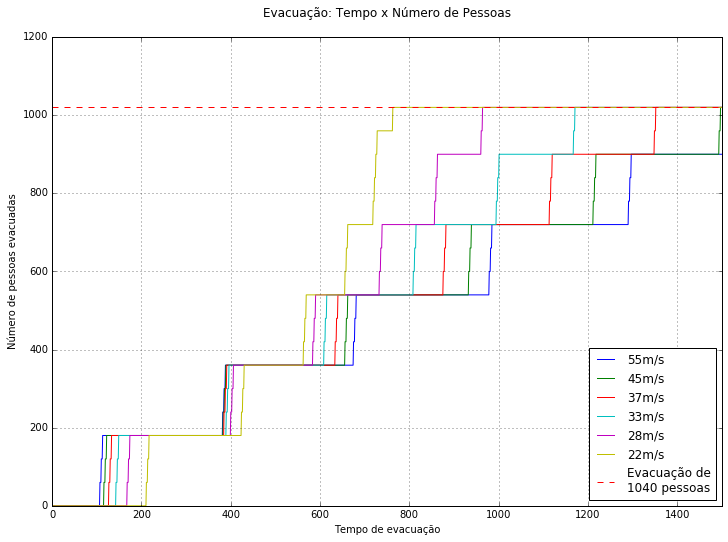 Evacuação: Tempo x Número de Pessoas
Número de pessoas evacuadas
1200
1000
800
600
400
200
0
0 200 400 600 800 1000 1200 1400
Tempo de evacuação
55m/s
45m/s
37m/s
33m/s
28m/s
22m/s
Evacuação de
1040 pessoas